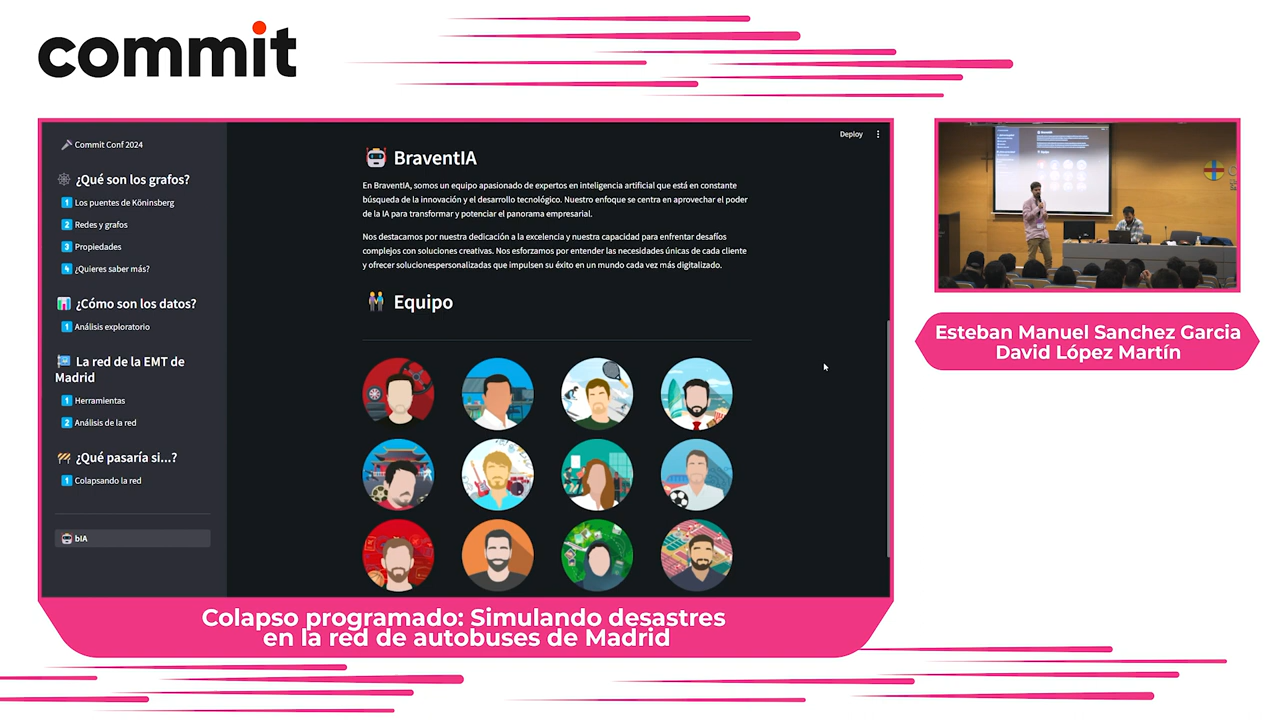 commit
Commit Conf 2024
¿Qué son los grafos?
1 Los puentes de Köninsberg
2 Redes y grafos
3 Propiedades
¿Quieres saber más?
¿Cómo son los datos?
1 Análisis exploratorio
La red de la EMT de
Madrid
1 Herramientas
2 Análisis de la red
¿Qué pasaría si...?
1 Colapsando la red
bIA
Deploy
BraventIA
En BraventIA, somos un equipo apasionado de expertos en inteligencia artificial que está en constante
búsqueda de la innovación y el desarrollo tecnológico. Nuestro enfoque se centra en aprovechar el poder
de la IA para transformar y potenciar el panorama empresarial.
Nos destacamos por nuestra dedicación a la excelencia y nuestra capacidad para enfrentar desafíos
complejos con soluciones creativas. Nos esforzamos por entender las necesidades únicas de cada cliente
y ofrecer solucionespersonalizadas que impulsen su éxito en un mundo cada vez más digitalizado.
Equipo
Esteban Manuel Sanchez Garcia
David López Martín
Colapso programado: Simulando desastres
en la red de autobuses de Madrid